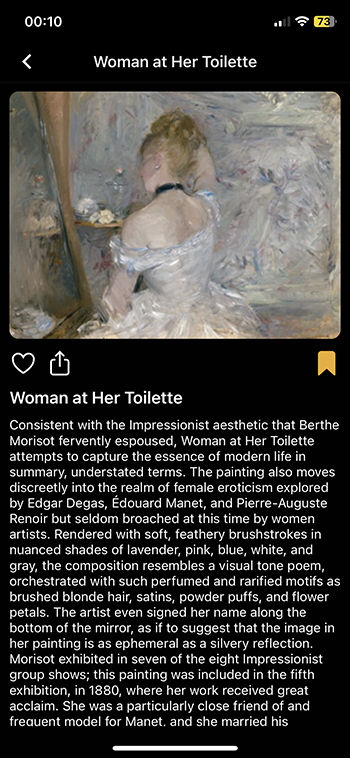 00:10
73
Woman at Her Toilette
Woman at Her Toilette
Consistent with the Impressionist aesthetic that Berthe
Morisot fervently espoused, Woman at Her Toilette
attempts to capture the essence of modern life in
summary, understated terms. The painting also moves
discreetly into the realm of female eroticism explored
by Edgar Degas, Édouard Manet, and Pierre-Auguste
Renoir but seldom broached at this time by women
artists. Rendered with soft, feathery brushstrokes in
nuanced shades of lavender, pink, blue, white, and
gray, the composition resembles a visual tone poem,
orchestrated with such perfumed and rarified motifs as
brushed blonde hair, satins, powder puffs, and flower
petals. The artist even signed her name along the
bottom of the mirror, as if to suggest that the image in
her painting is as ephemeral as a silvery reflection.
Morisot exhibited in seven of the eight Impressionist
group shows; this painting was included in the fifth
exhibition, in 1880, where her work received great
acclaim. She was a particularly close friend of and
frequent model for Manet, and she married his